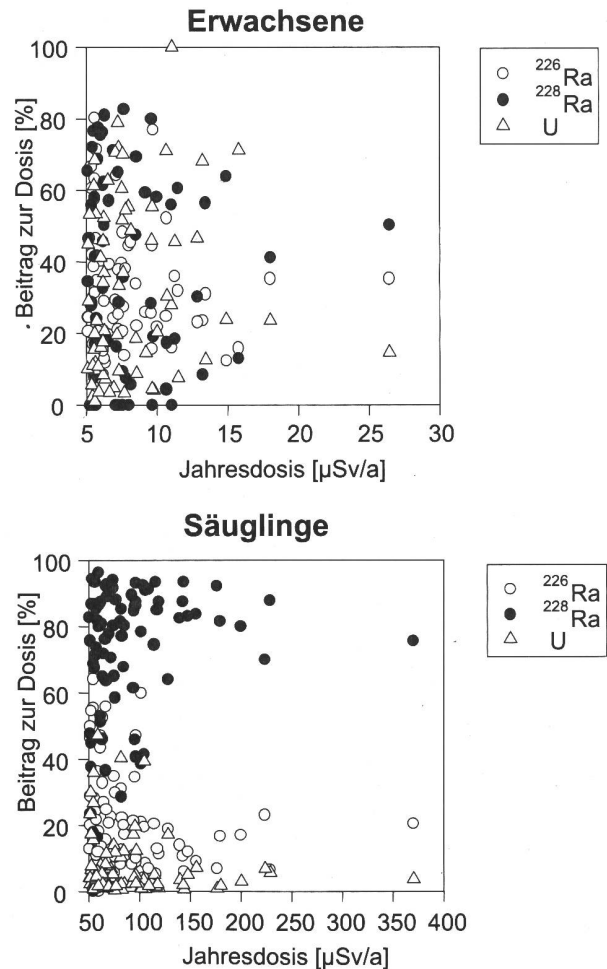 Erwachsene
Beitrag zur Dosis [%]
100
80
60
40
20
0
5
10
15
20
25
30
Jahresdosis [µSv/a]
226Ra
228Ra
U
Säuglinge
Beitrag zur Dosis [%]
100
80
60
40
20
0
50
100
150
200
250
300
350
400
Jahresdosis [µSv/a]
226Ra
228Ra
U